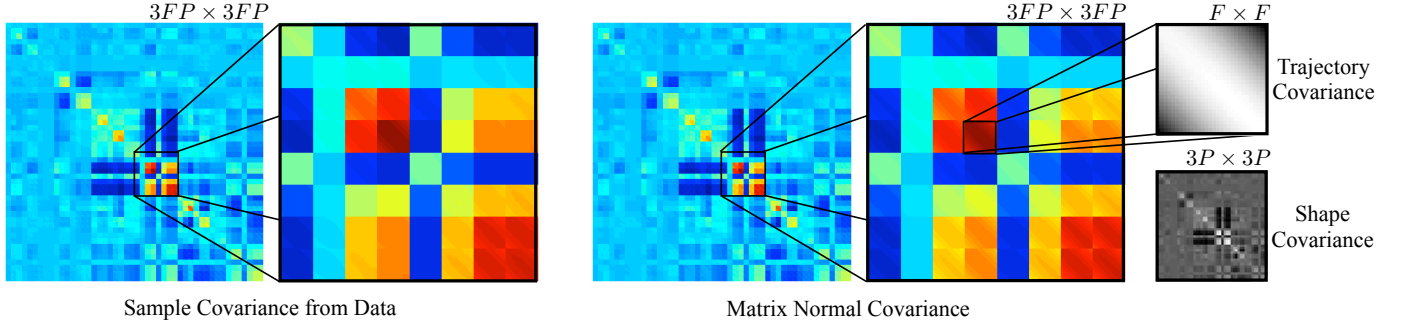 3FP × 3FP
3FP × 3FP
F × F
Trajectory
Covariance
3P × 3P
Shape
Covariance
Sample Covariance from Data
Matrix Normal Covariance